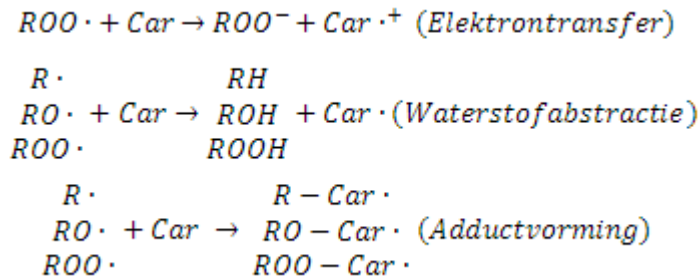 ROO · + Car → ROO⁻ + Car ·⁺ (Elektrontransfer)
R · RH
RO · + Car → ROH + Car · (Waterstofabstractie)
ROO · ROOH
R · R − Car ·
RO · + Car → RO − Car · (Adductvorming)
ROO · ROO − Car ·